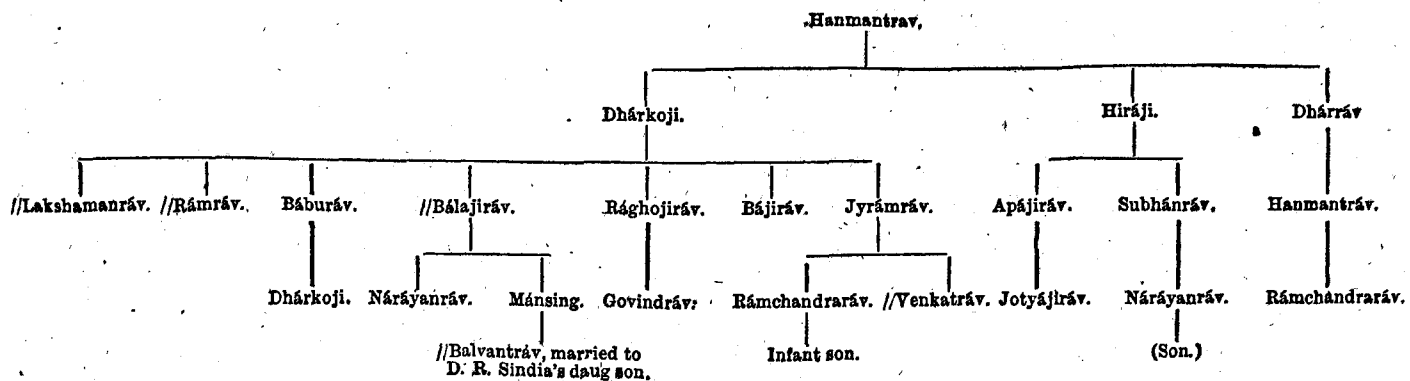 Hanmantrav.
Dhárkoji. Hiráji. Dhárráv
//Lakshamanráv. //Rámráv. Báburáv. //Bálajiráv. Rághojiráv. Bájiráv. Jyrámráv. Apájiráv. Subhánráv. Hanmantráv.
Dhárkoji. Náráyanráv. Mánsing. Govindráv. Rámchandraráv. //Venkatráv. Jotyájiráv. Náráyanráv. Rámchandraráv.
//Balvantráv, married to Infant son. (Son.)
D. R. Sindia's daug son.